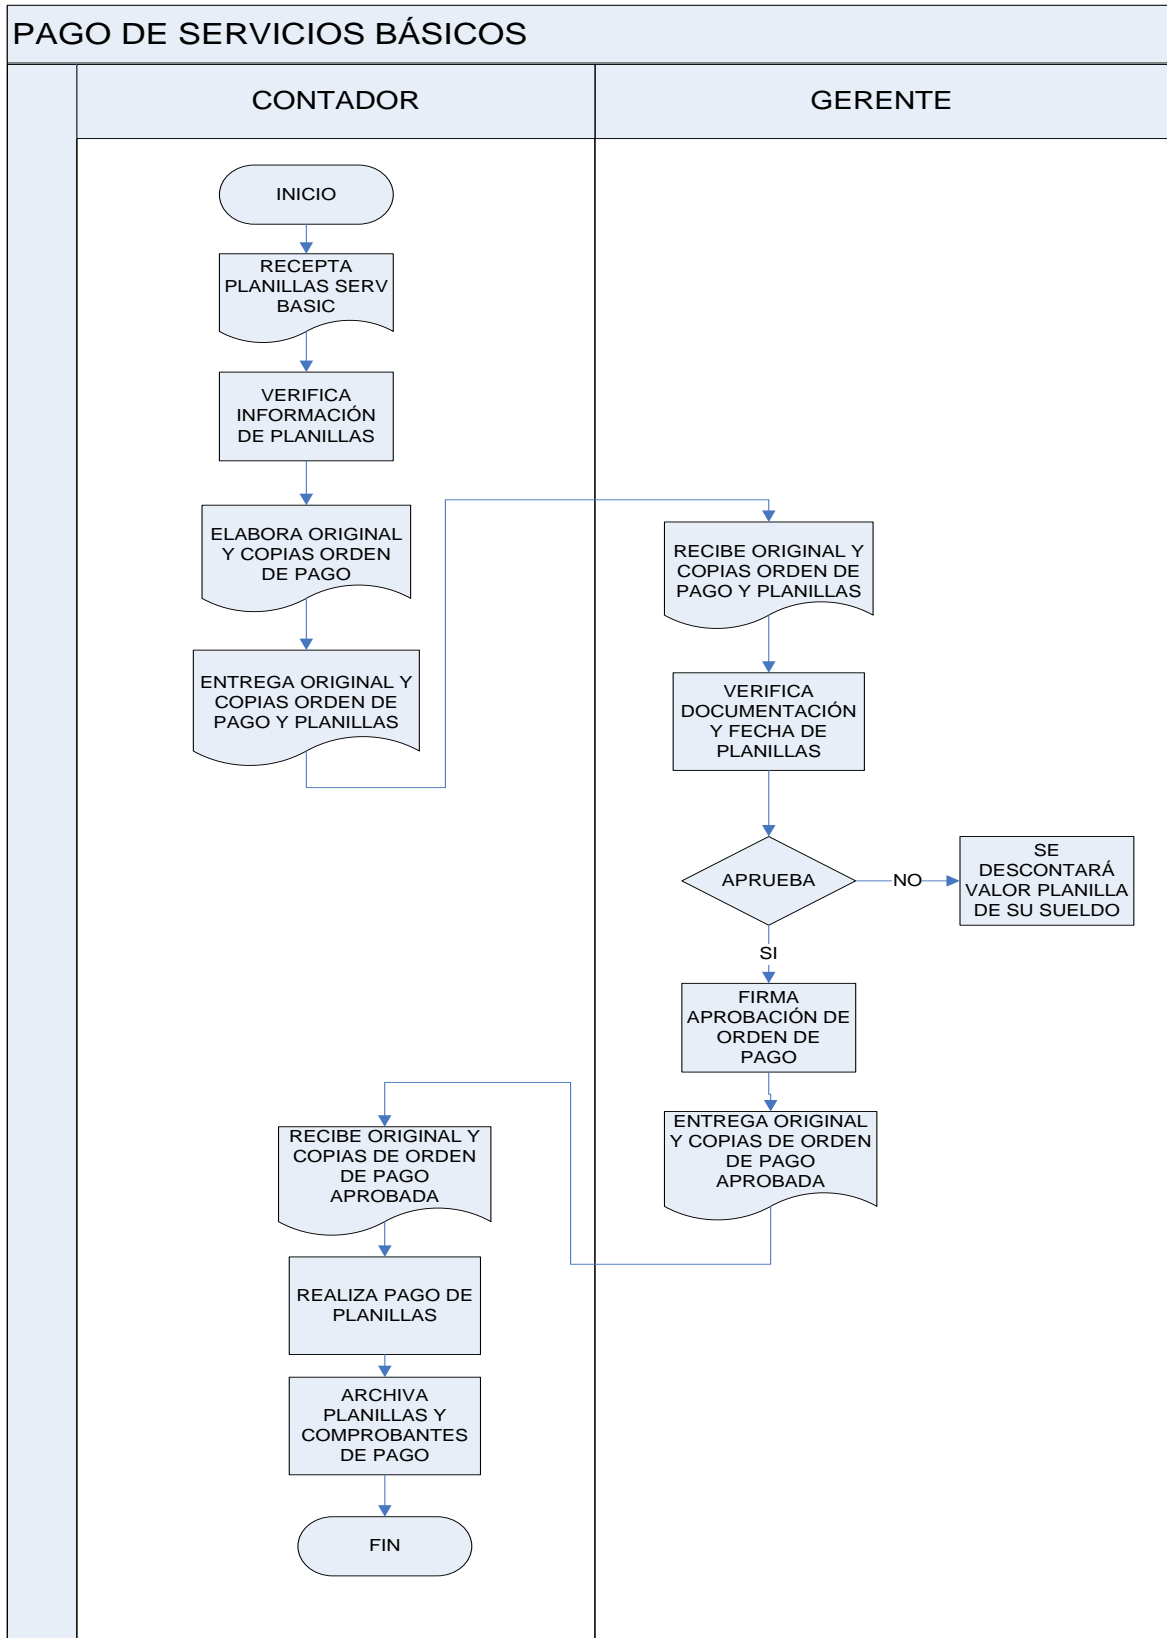 PAGO DE SERVICIOS BÁSICOS
CONTADOR
GERENTE
INICIO
RECEPTA
PLANILLAS SERV
BASIC
VERIFICA
INFORMACIÓN
DE PLANILLAS
ELABORA ORIGINAL
Y COPIAS ORDEN
DE PAGO
ENTREGA ORIGINAL Y
COPIAS ORDEN DE
PAGO Y PLANILLAS
RECIBE ORIGINAL Y
COPIAS ORDEN DE
PAGO Y PLANILLAS
VERIFICA
DOCUMENTACIÓN
Y FECHA DE
PLANILLAS
APRUEBA
NO
SE
DESCONTARÁ
VALOR PLANILLA
DE SU SUELDO
SI
FIRMA
APROBACIÓN DE
ORDEN DE
PAGO
ENTREGA ORIGINAL
Y COPIAS DE ORDEN
DE PAGO
APROBADA
RECIBE ORIGINAL Y
COPIAS DE ORDEN
DE PAGO
APROBADA
REALIZA PAGO DE
PLANILLAS
ARCHIVA
PLANILLAS Y
COMPROBANTES
DE PAGO
FIN